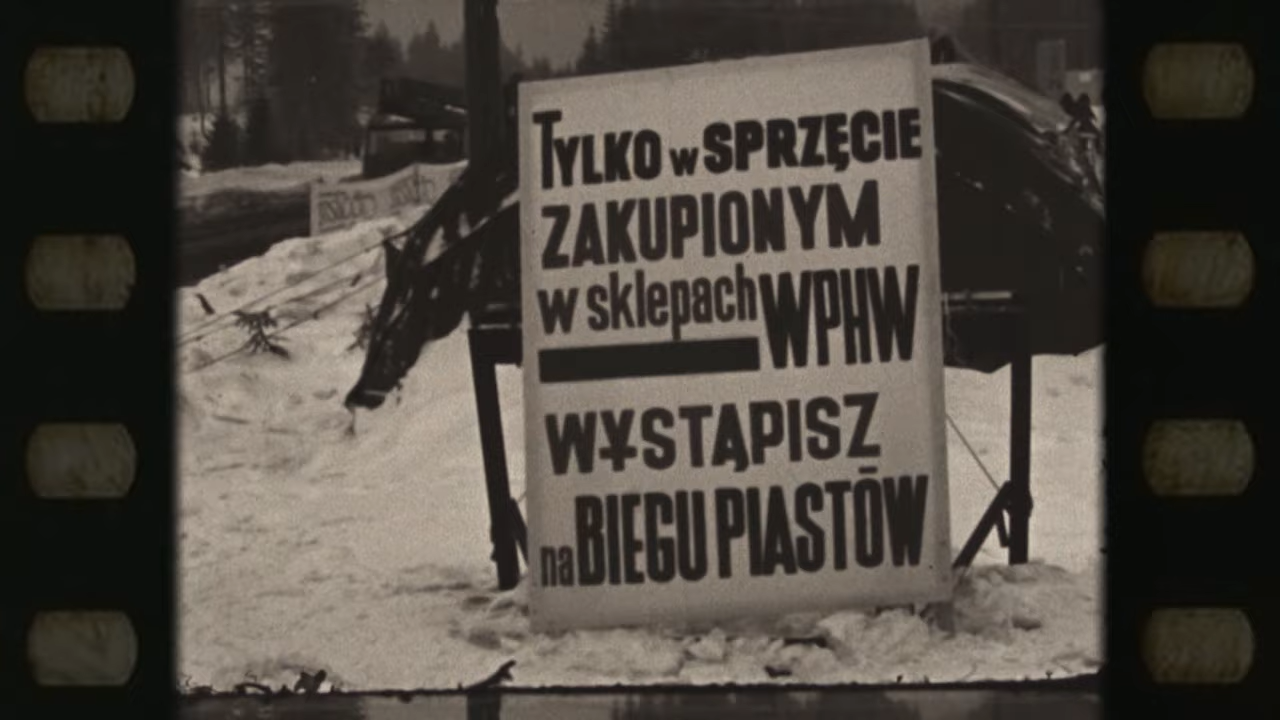 TYLKO w SPRZĘCIE
ZAKUPIONYM
w sklepach WPHW
WYSTĄPISZ
na BIEGU PIASTÓW